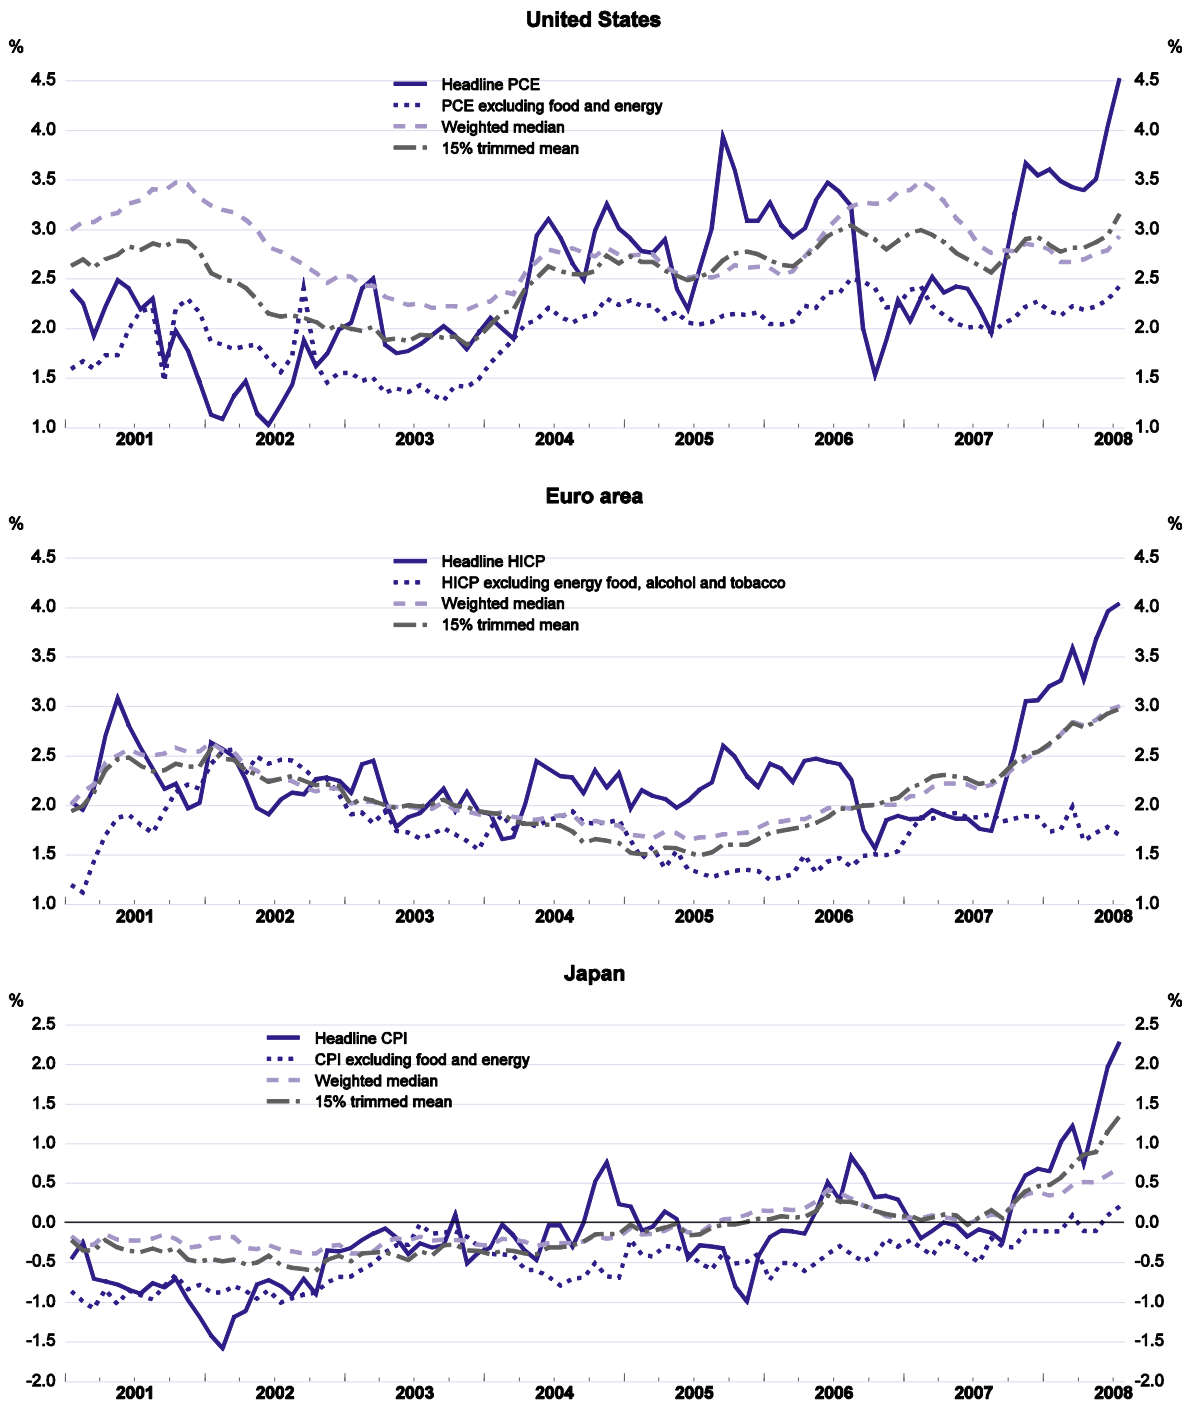 United States
% %
4.5 4.5
Headline PCE
PCE excluding food and energy
4.0 4.0
Weighted median
15% trimmed mean
3.5 3.5
3.0 3.0
2.5 2.5
2.0 2.0
1.5 1.5
1.0 1.0
2001 2002 2003 2004 2005 2006 2007 2008
Euro area
% %
4.5 4.5
Headline HICP
HICP excluding energy food, alcohol and tobacco
4.0 4.0
Weighted median
15% trimmed mean
3.5 3.5
3.0 3.0
2.5 2.5
2.0 2.0
1.5 1.5
1.0 1.0
2001 2002 2003 2004 2005 2006 2007 2008
Japan
% %
2.5 2.5
Headline CPI
CPI excluding food and energy
2.0 2.0
Weighted median
15% trimmed mean
1.5 1.5
1.0 1.0
0.5 0.5
0.0 0.0
-0.5 -0.5
-1.0 -1.0
-1.5 -1.5
-2.0 -2.0
2001 2002 2003 2004 2005 2006 2007 2008